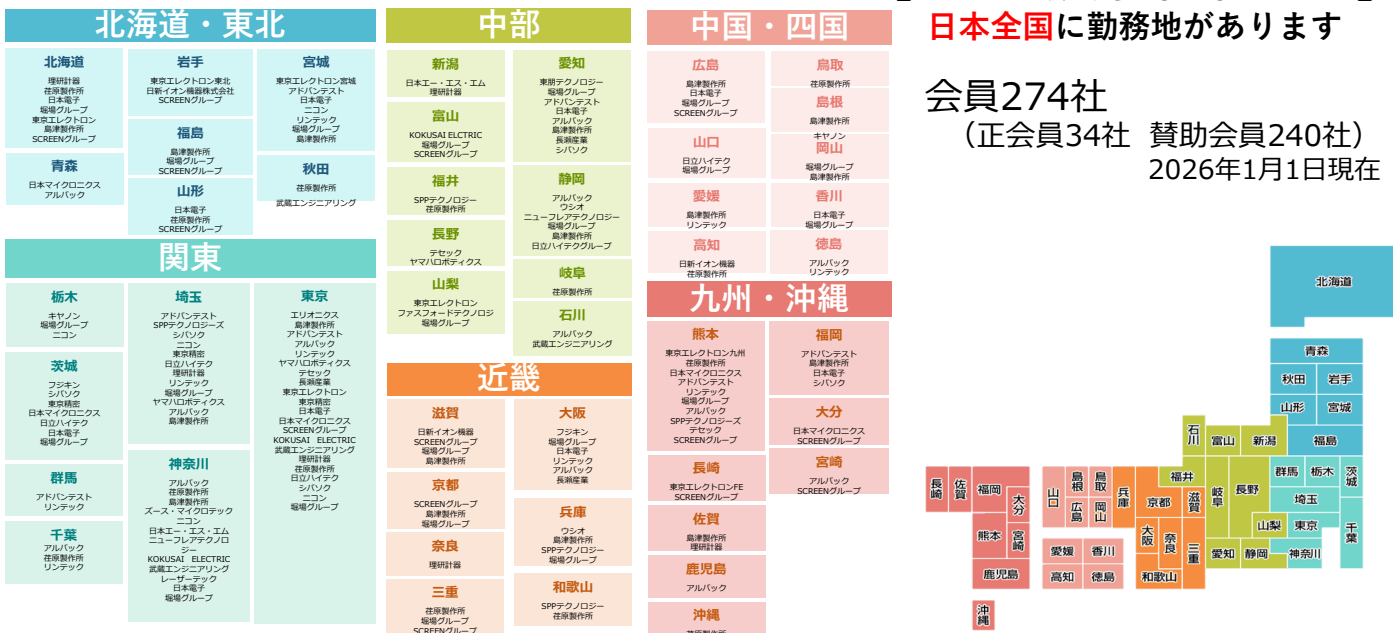 北海道・東北
北海道
理研計器
荏原製作所
日本電子
堀場グループ
東京エレクトロン
島津製作所
SCREENグループ
青森
日本マイクロニクス
アルバック
岩手
東京エレクトロン東北
日新イオン機器株式会社
SCREENグループ
福島
島津製作所
堀場グループ
SCREENグループ
山形
日本電子
荏原製作所
SCREENグループ
宮城
東京エレクトロン宮城
アドバンテスト
日本電子
ニコン
リンテック
堀場グループ
島津製作所
秋田
荏原製作所
武蔵エンジニアリング
関東
栃木
キヤノン
堀場グループ
ニコン
茨城
フジキン
シバソク
東京精密
日本マイクロニクス
日立ハイテク
日本電子
堀場グループ
群馬
アドバンテスト
リンテック
千葉
アルバック
荏原製作所
リンテック
埼玉
アドバンテスト
SPPテクノロジーズ
シバソク
ニコン
東京精密
日立ハイテク
理研計器
リンテック
堀場グループ
ヤマハロボティクス
アルバック
島津製作所
神奈川
アルバック
荏原製作所
島津製作所
ズース・マイクロテック
ニコン
日本エー・エス・エム
ニューフレアテクノロ
ジー
KOKUSAI ELECTRIC
武蔵エンジニアリング
レーザーテック
日本電子
堀場グループ
東京
エリオニクス
島津製作所
アドバンテスト
アルバック
リンテック
ヤマハロボティクス
テセック
長瀬産業
東京エレクトロン
東京精密
日本電子
日本マイクロニクス
SCREENグループ
KOKUSAI ELECTRIC
武蔵エンジニアリング
理研計器
荏原製作所
日立ハイテク
シバソク
ニコン
堀場グループ
中部
新潟
日本エー・エス・エム
理研計器
富山
KOKUSAI ELCTRIC
堀場グループ
SCREENグループ
福井
SPPテクノロジー
荏原製作所
長野
テセック
ヤマハロボティクス
山梨
東京エレクトロン
ファスフォードテクノロジ
堀場グループ
愛知
東朋テクノロジー
堀場グループ
アドバンテスト
日本電子
アルバック
島津製作所
長瀬産業
シバソク
静岡
アルバック
ウシオ
ニューフレアテクノロジー
堀場グループ
島津製作所
日立ハイテクグループ
岐阜
荏原製作所
石川
アルバック
武蔵エンジニアリング
近畿
滋賀
日新イオン機器
SCREENグループ
堀場グループ
島津製作所
京都
SCREENグループ
島津製作所
堀場グループ
奈良
理研計器
三重
荏原製作所
堀場グループ
SCREENグループ
大阪
フジキン
堀場グループ
日本電子
リンテック
アルバック
長瀬産業
兵庫
ウシオ
島津製作所
SPPテクノロジー
堀場グループ
和歌山
SPPテクノロジー
荏原製作所
中国・四国
広島
島津製作所
日本電子
堀場グループ
SCREENグループ
山口
日立ハイテク
堀場グループ
愛媛
島津製作所
リンテック
高知
日新イオン機器
荏原製作所
鳥取
荏原製作所
島根
島津製作所
キヤノン
岡山
堀場グループ
島津製作所
香川
日本電子
堀場グループ
徳島
アルバック
リンテック
九州・沖縄
熊本
東京エレクトロン九州
荏原製作所
日本マイクロニクス
アドバンテスト
リンテック
堀場グループ
アルバック
SPPテクノロジーズ
テセック
SCREENグループ
長崎
東京エレクトロンFE
SCREENグループ
佐賀
島津製作所
理研計器
鹿児島
アルバック
沖縄
福岡
アドバンテスト
島津製作所
日本電子
シバソク
大分
日本マイクロニクス
SCREENグループ
宮崎
アルバック
SCREENグループ
日本全国に勤務地があります
会員274社
（正会員34社 賛助会員240社）
2026年1月1日現在
北海道
青森
秋田 岩手
山形 宮城
石川 富山 新潟 福島
長崎 佐賀 福岡 大分 山口 島根 鳥取 広島 岡山 兵庫 京都 福井 滋賀 岐阜 長野 群馬 栃木 茨城
埼玉
熊本 宮崎 大阪 奈良 三重 山梨 東京 千葉
愛媛 香川 愛知 静岡 神奈川
鹿児島 高知 徳島 和歌山
沖縄